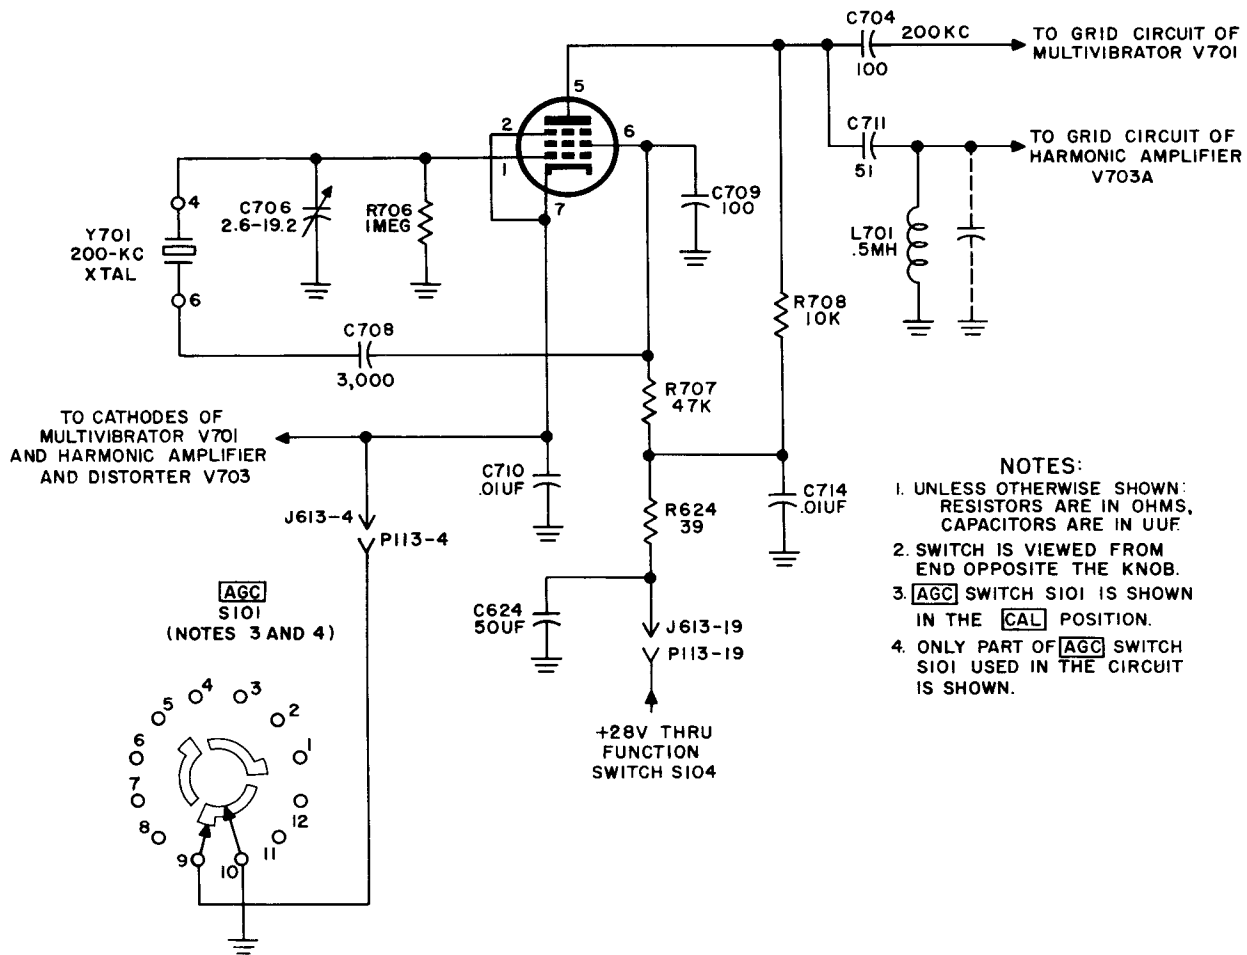 C704
200KC
100
TO GRID CIRCUIT OF
MULTIVIBRATOR V701
5
2
6
1
7
C711
51
TO GRID CIRCUIT OF
HARMONIC AMPLIFIER
V703A
4
Y701
200-KC
XTAL
6
C706
2.6-19.2
R706
1MEG
C709
100
L701
.5MH
R708
10K
C708
3,000
R707
47K
TO CATHODES OF
MULTIVIBRATOR V701
AND HARMONIC AMPLIFIER
AND DISTORTER V703
C710
.01UF
R624
39
C714
.01UF
J613-4
P113-4
C624
50UF
J613-19
P113-19
+28V THRU
FUNCTION
SWITCH S104
AGC
S101
(NOTES 3 AND 4)
4
3
5
2
6
1
7
12
8
11
9
10
NOTES:
1. UNLESS OTHERWISE SHOWN:
RESISTORS ARE IN OHMS,
CAPACITORS ARE IN UUF.
2. SWITCH IS VIEWED FROM
END OPPOSITE THE KNOB.
3. AGC SWITCH S101 IS SHOWN
IN THE CAL POSITION.
4. ONLY PART OF AGC SWITCH
S101 USED IN THE CIRCUIT
IS SHOWN.